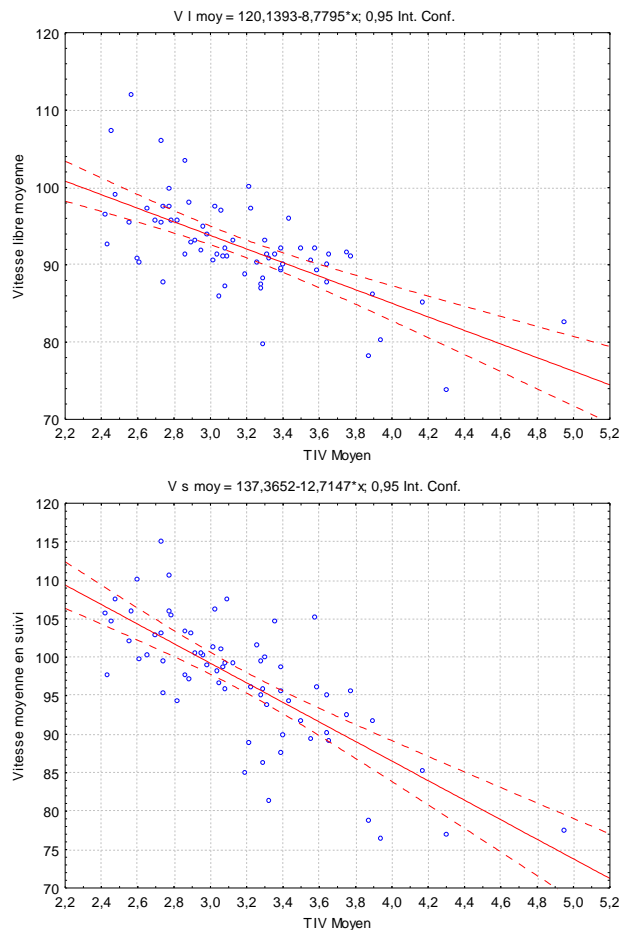 V l moy = 120,1393-8,7795*x; 0,95 Int. Conf.
120
110
100
90
80
70
Vitesse libre moyenne
2,2 2,4 2,6 2,8 3,0 3,2 3,4 3,6 3,8 4,0 4,2 4,4 4,6 4,8 5,0 5,2
TIV Moyen
V s moy = 137,3652-12,7147*x; 0,95 Int. Conf.
120
115
110
105
100
95
90
85
80
75
70
Vitesse moyenne en suivi
2,2 2,4 2,6 2,8 3,0 3,2 3,4 3,6 3,8 4,0 4,2 4,4 4,6 4,8 5,0 5,2
TIV Moyen